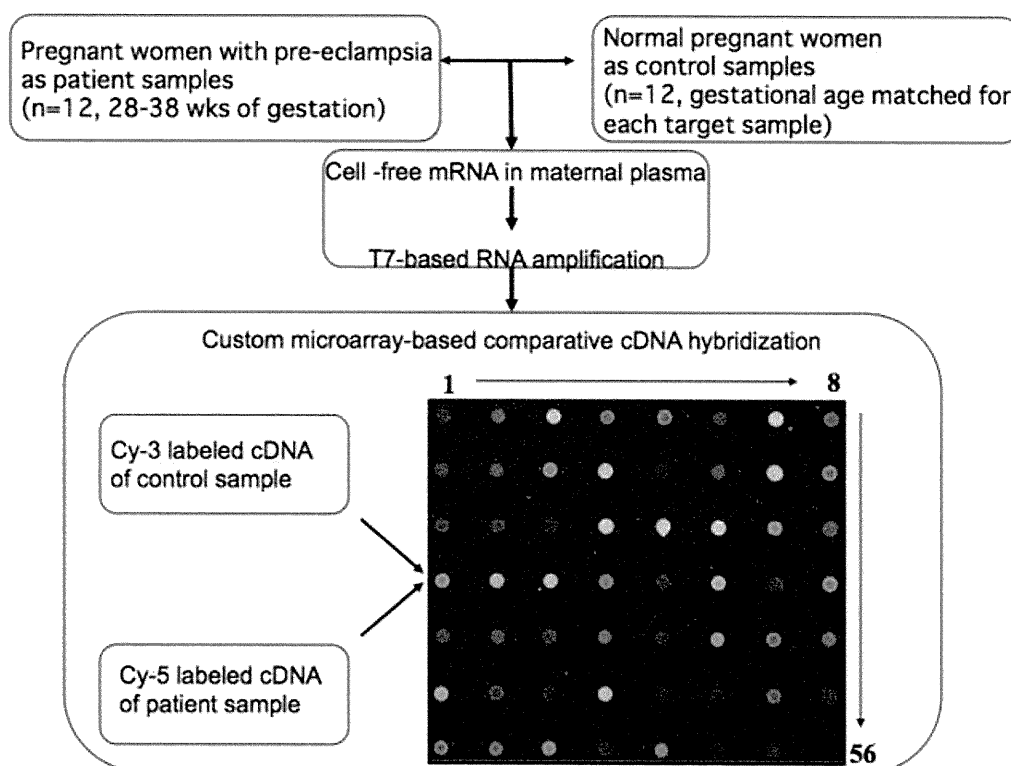 Pregnant women with pre-eclampsia
as patient samples
(n=12, 28-38 wks of gestation)
Normal pregnant women
as control samples
(n=12, gestational age matched for
each target sample)
Cell -free mRNA in maternal plasma
T7-based RNA amplification
Custom microarray-based comparative cDNA hybridization
1
8
Cy-3 labeled cDNA
of control sample
Cy-5 labeled cDNA
of patient sample
56